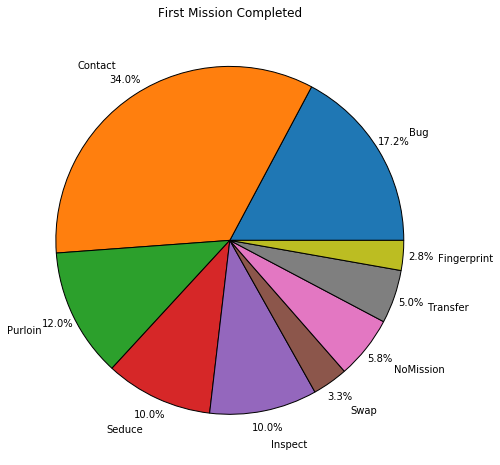 First Mission Completed
Contact
34.0%
Bug
17.2%
2.8% Fingerprint
5.0% Transfer
Purloin 12.0%
5.8%
NoMission
3.3%
Swap
10.0%
Seduce
10.0%
Inspect